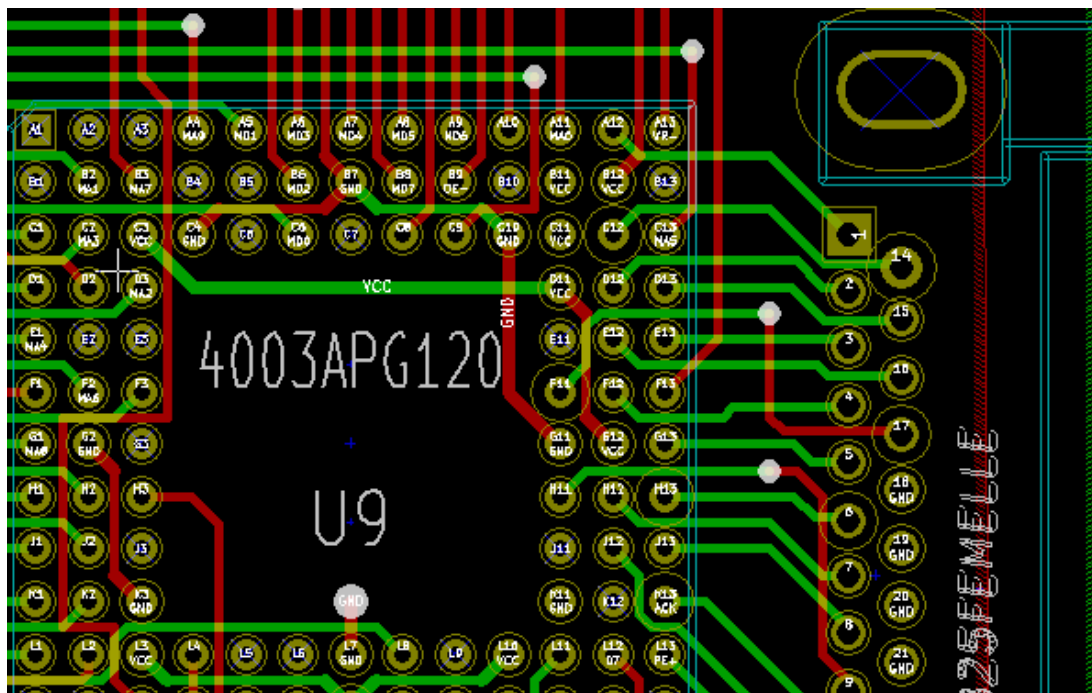 A1 A2 A3 A4 MA9 A5 MD1 A6 MD3 A7 MD4 A8 MD5 A9 MD6 A10 A11 MA0 A12 A13 VR-
B1 B2 MA1 B3 MA7 B4 B5 B6 MD2 B7 GND B8 MD7 B9 OE- B10 B11 VCC B12 VCC B13
C1 C2 MA3 C3 VCC C4 GND C6 MD0 C7 C8 C9 C10 GND C11 VCC C12 C13 MA5
1
14
D1 D2 D3 MA2 VCC D11 VCC D12 D13 2
GND 15
E1 MA4 E2 E3 E11 E12 E13 3
4003APG120
F1 F2 MA6 F3 F11 F12 F13 4
17
G1 MA8 G2 GND G3 G11 GND G12 VCC G13 5
18 GND
H1 H2 H3 H11 H12 H13 6
U9
J1 J2 J3 J11 J12 J13 7
19 GND
25FEMELLE
K1 K2 K3 GND GND K11 GND K12 K13 ACK 8
20 GND
L1 L2 L3 VCC L4 L5 L6 L7 GND L8 L9 L10 VCC L11 L12 D7 L13 PE+ 9
21 GND